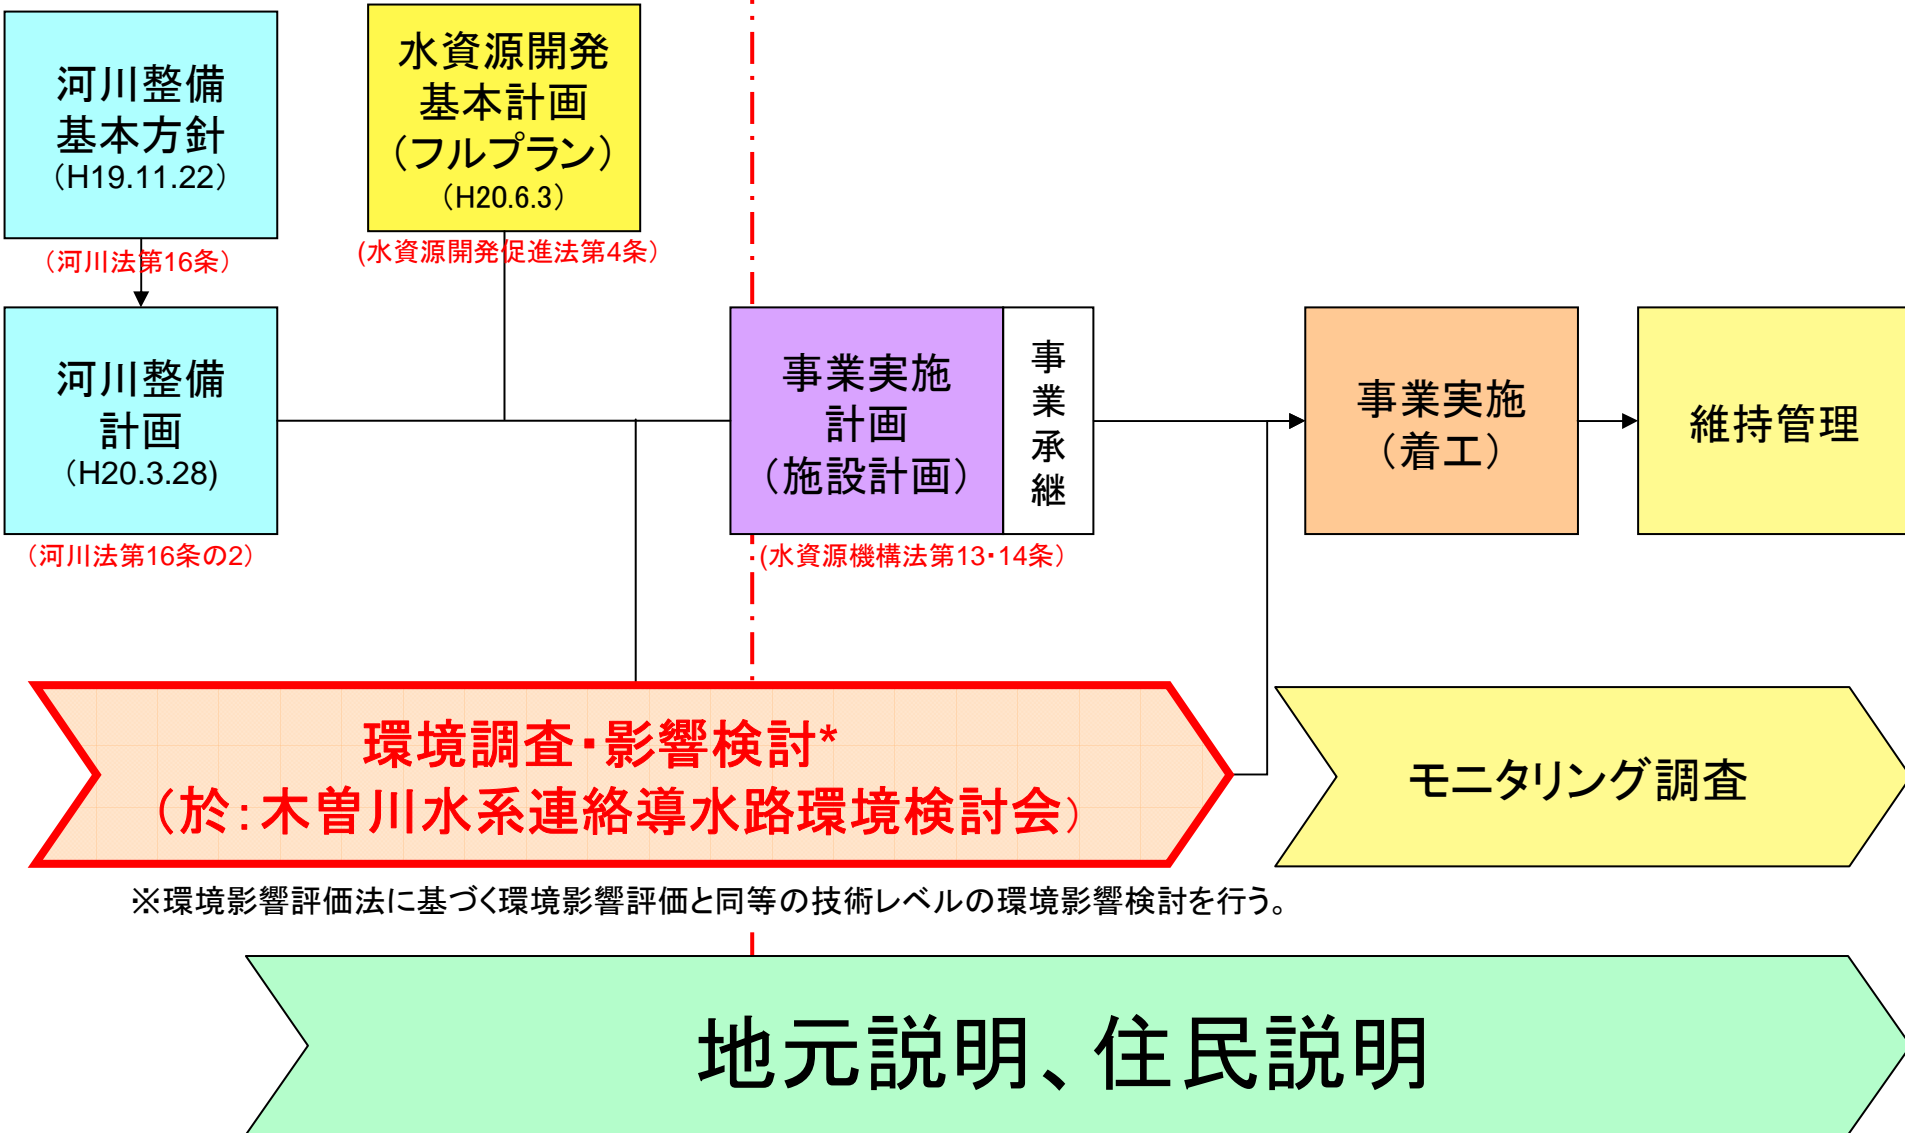 河川整備
基本方針
（H19.11.22）
（河川法第16条）
水資源開発
基本計画
（フルプラン）
（H20.6.3）
(水資源開発促進法第4条）
河川整備
計画
（H20.3.28)
（河川法第16条の2）
事業実施
計画
（施設計画）
事業承継
(水資源機構法第13・14条）
事業実施
（着工）
維持管理
環境調査・影響検討*
（於：木曽川水系連絡導水路環境検討会）
モニタリング調査
※環境影響評価法に基づく環境影響評価と同等の技術レベルの環境影響検討を行う。
地元説明、住民説明